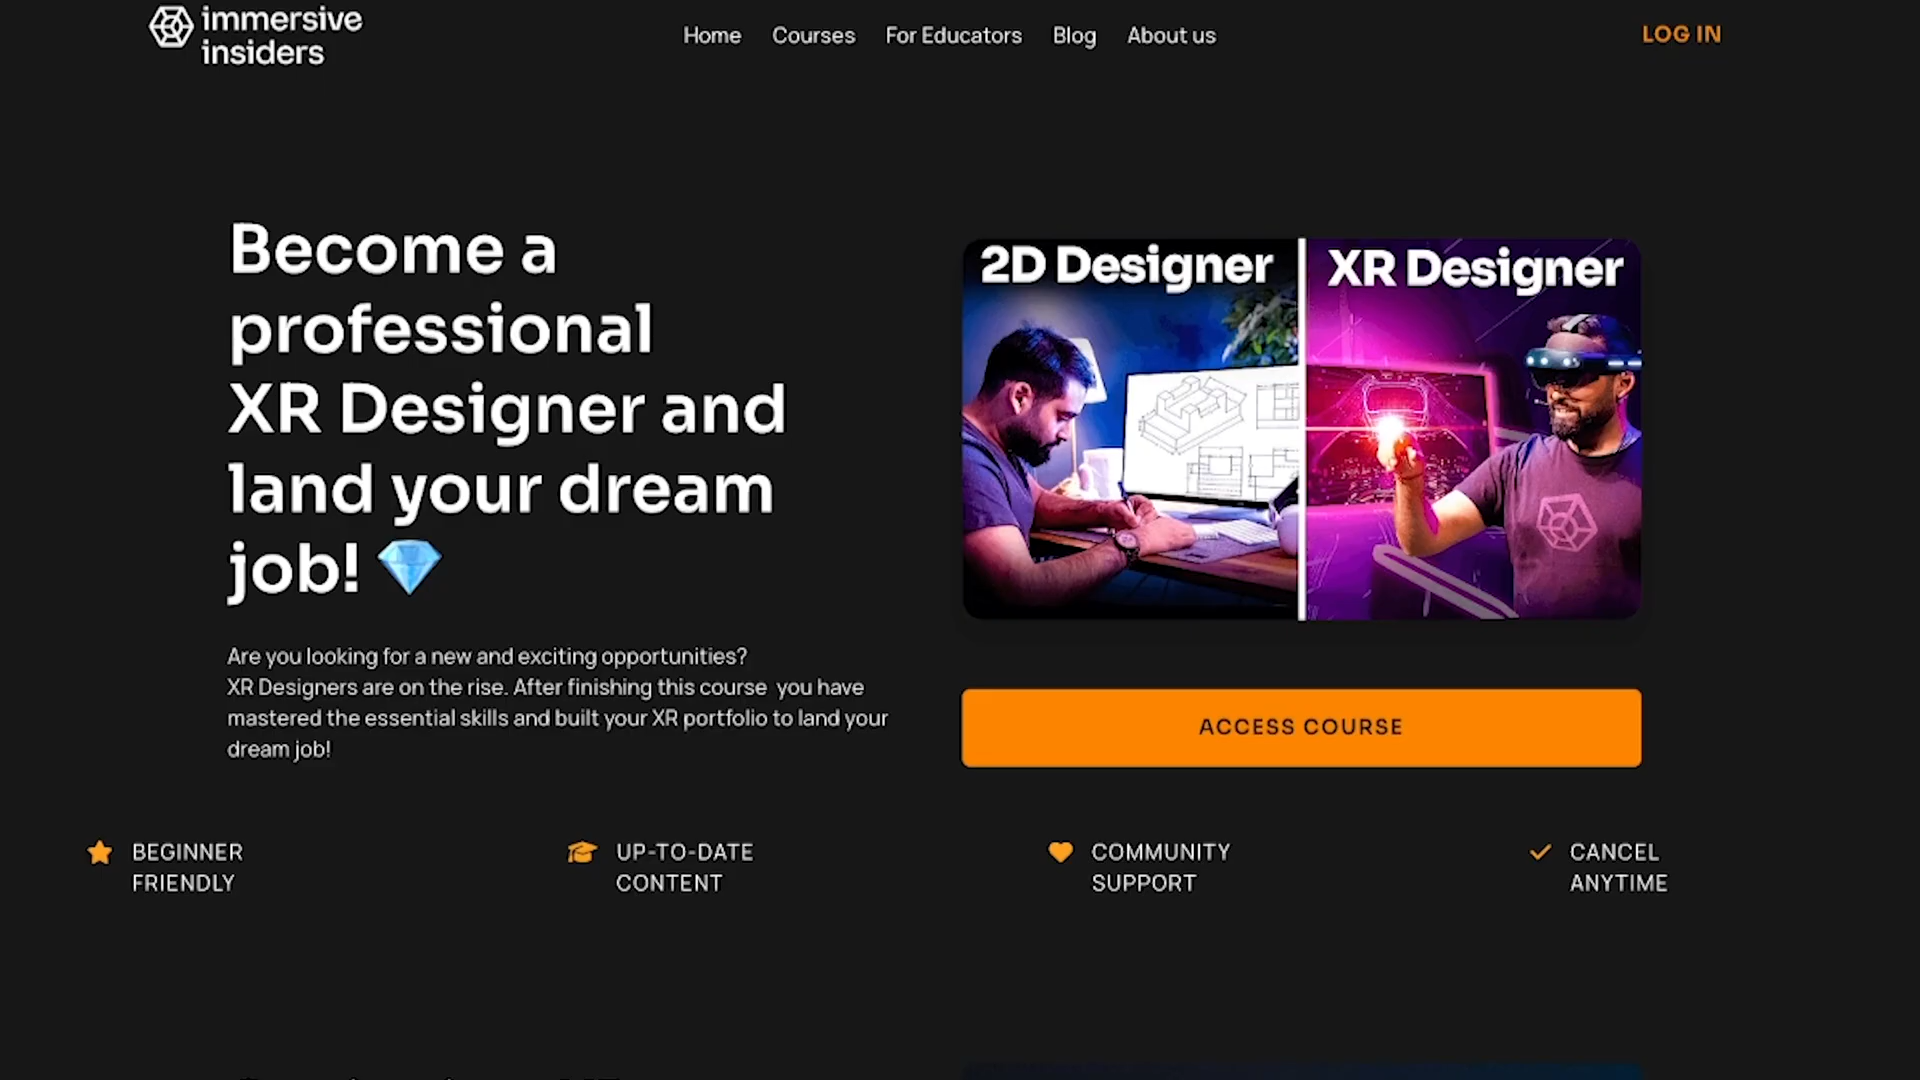 immersive
insiders
Home
Courses
For Educators
Blog
About us
LOG IN
Become a
professional
XR Designer and
land your dream
job! 💎
Are you looking for a new and exciting opportunities?
XR Designers are on the rise. After finishing this course  you have
mastered the essential skills and built your XR portfolio to land your
dream job!
2D Designer
XR Designer
ACCESS COURSE
BEGINNER
FRIENDLY
UP-TO-DATE
CONTENT
COMMUNITY
SUPPORT
CANCEL
ANYTIME